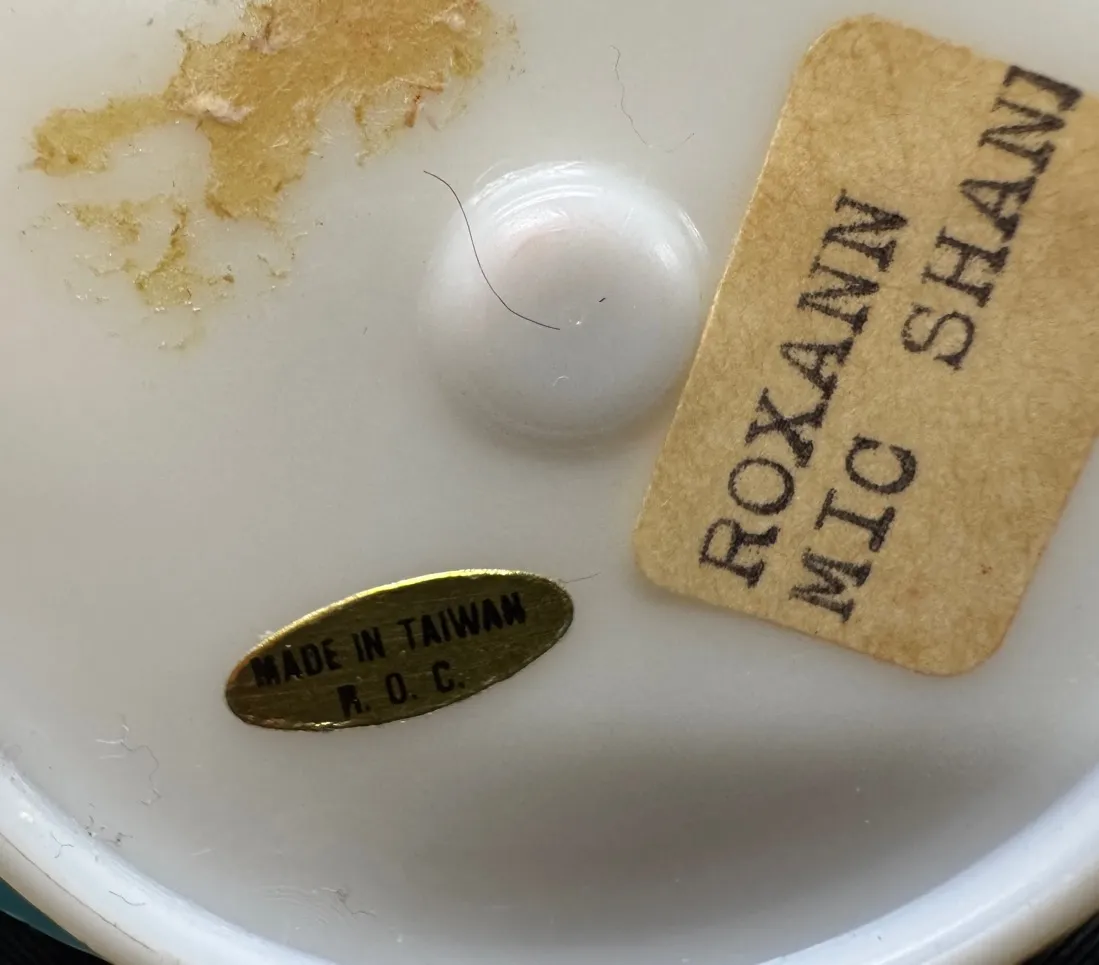 ROXANN
MIC SHANI
MADE IN TAIWAN
R. O. C.